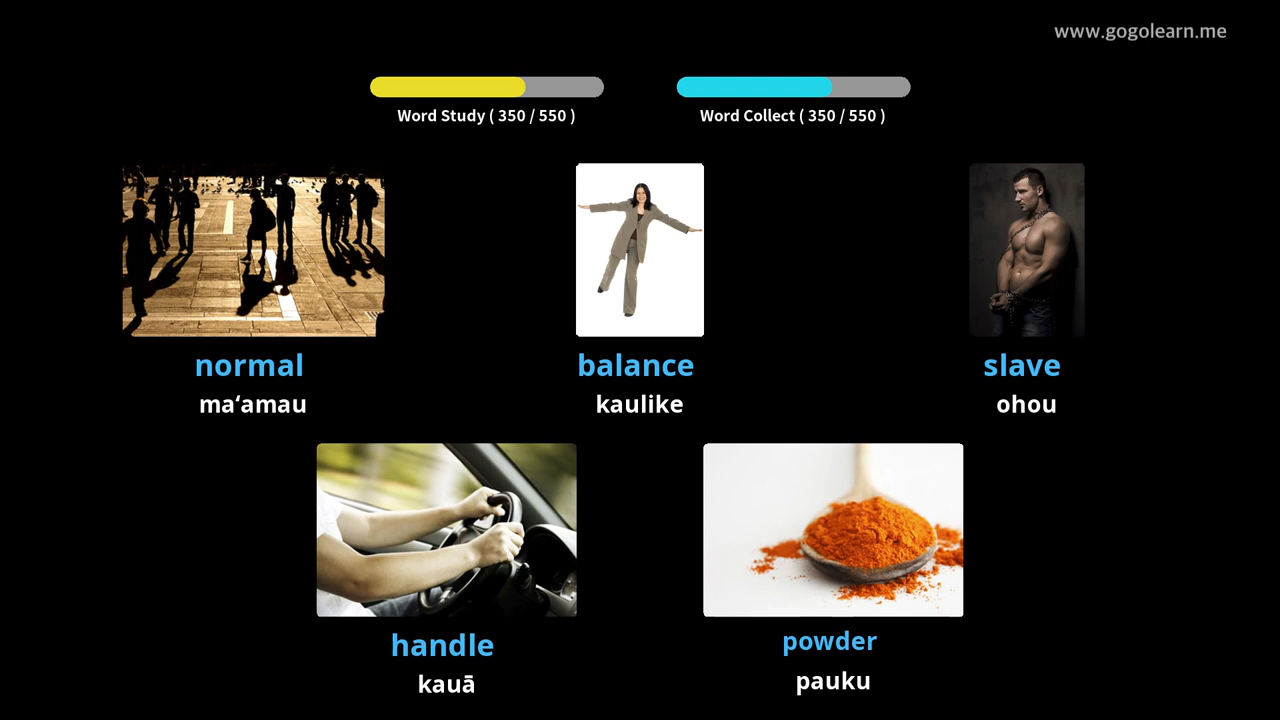 www.gogolearn.me
Word Study ( 350 / 550 )
Word Collect ( 350 / 550 )
normal
maʻamau
balance
kaulike
slave
ohou
handle
kauā
powder
pauku